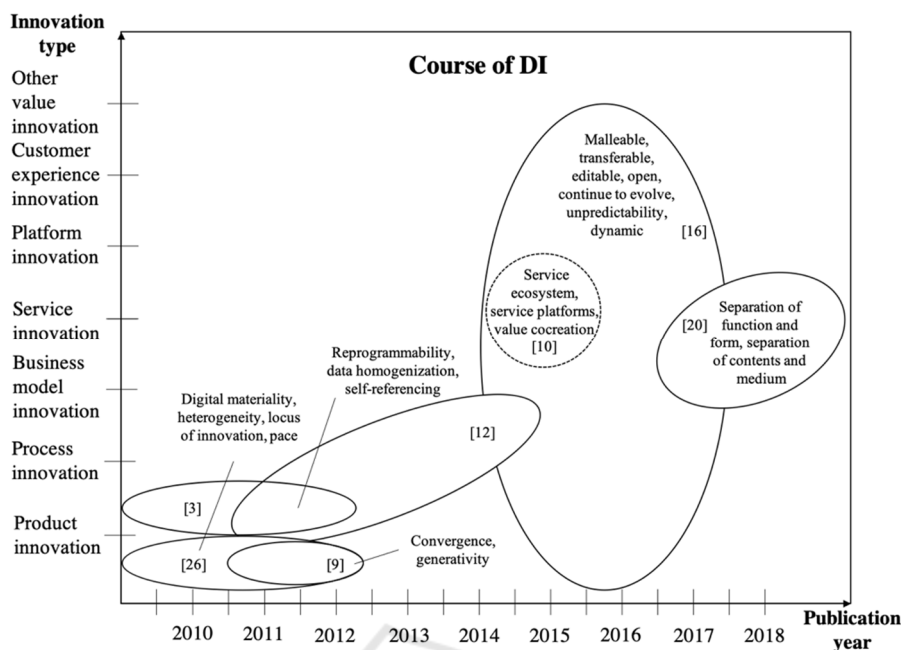 Innovation
type
Course of DI
Other
value
innovation
Customer
experience
innovation
Platform
innovation
Service
innovation
Business
model
innovation
Process
innovation
Product
innovation
Malleable,
transferable,
editable, open,
continue to evolve,
unpredictability,
dynamic
[16]
Service
ecosystem,
service platforms,
value cocreation
[10]
Separation of
[20] function and
form, separation
of contents and
medium
Reprogrammability,
data homogenization,
self-referencing
Digital materiality,
heterogeneity, locus
of innovation, pace
[12]
[3]
[26]
[9]
Convergence,
generativity
2010 2011 2012 2013 2014 2015 2016 2017 2018
Publication
year